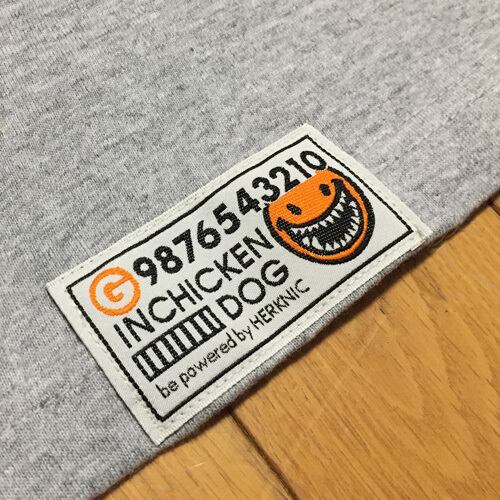 G 9876543210
INCHICKEN
DOG
be powered by HERKNIC